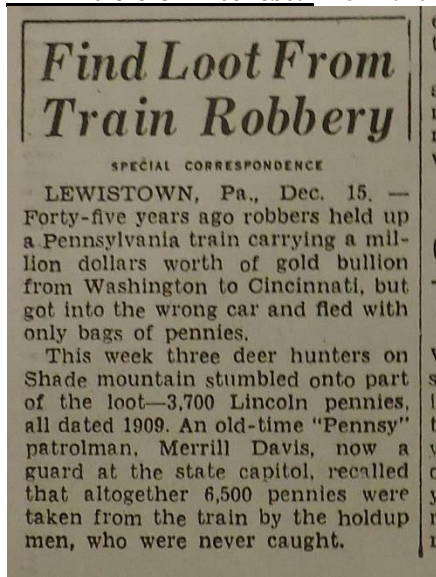 Find Loot From
Train Robbery
SPECIAL CORRESPONDENCE
LEWISTOWN, Pa., Dec. 15. —
Forty-five years ago robbers held up
a Pennsylvania train carrying a mil-
lion dollars worth of gold bullion
from Washington to Cincinnati, but
got into the wrong car and fled with
only bags of pennies.
This week three deer hunters on
Shade mountain stumbled onto part
of the loot—3,700 Lincoln pennies,
all dated 1909. An old-time "Pennsy"
patrolman, Merrill Davis, now a
guard at the state capitol, recalled
that altogether 6,500 pennies were
taken from the train by the holdup
men, who were never caught.